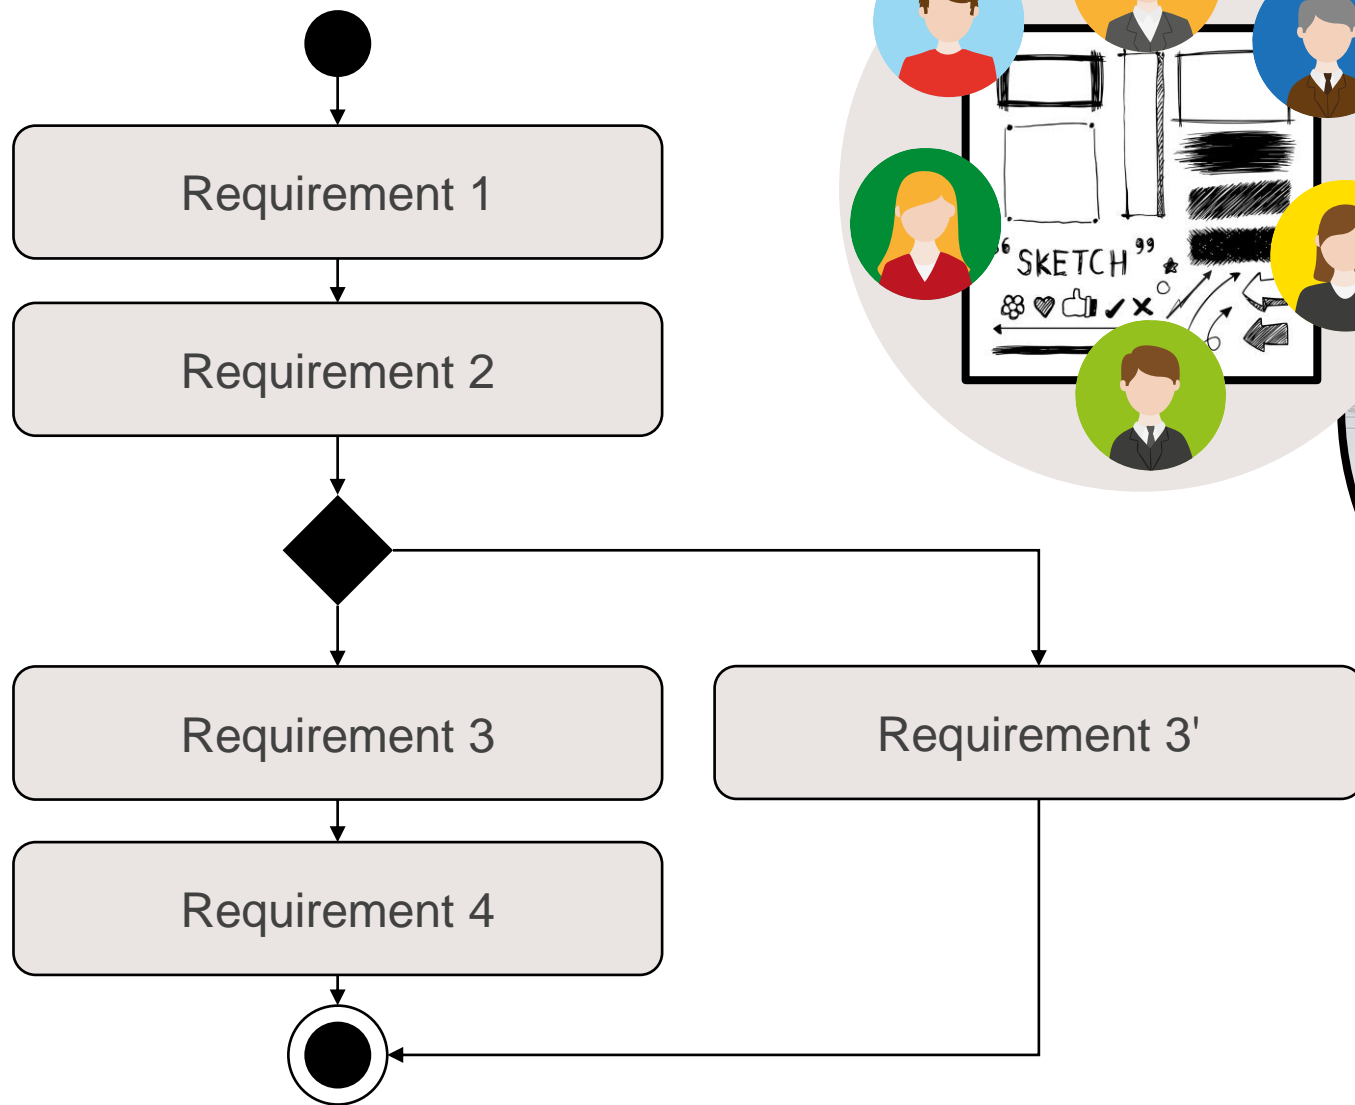 Requirement 1
Requirement 2
“SKETCH”
Requirement 3
Requirement 3'
Requirement 4